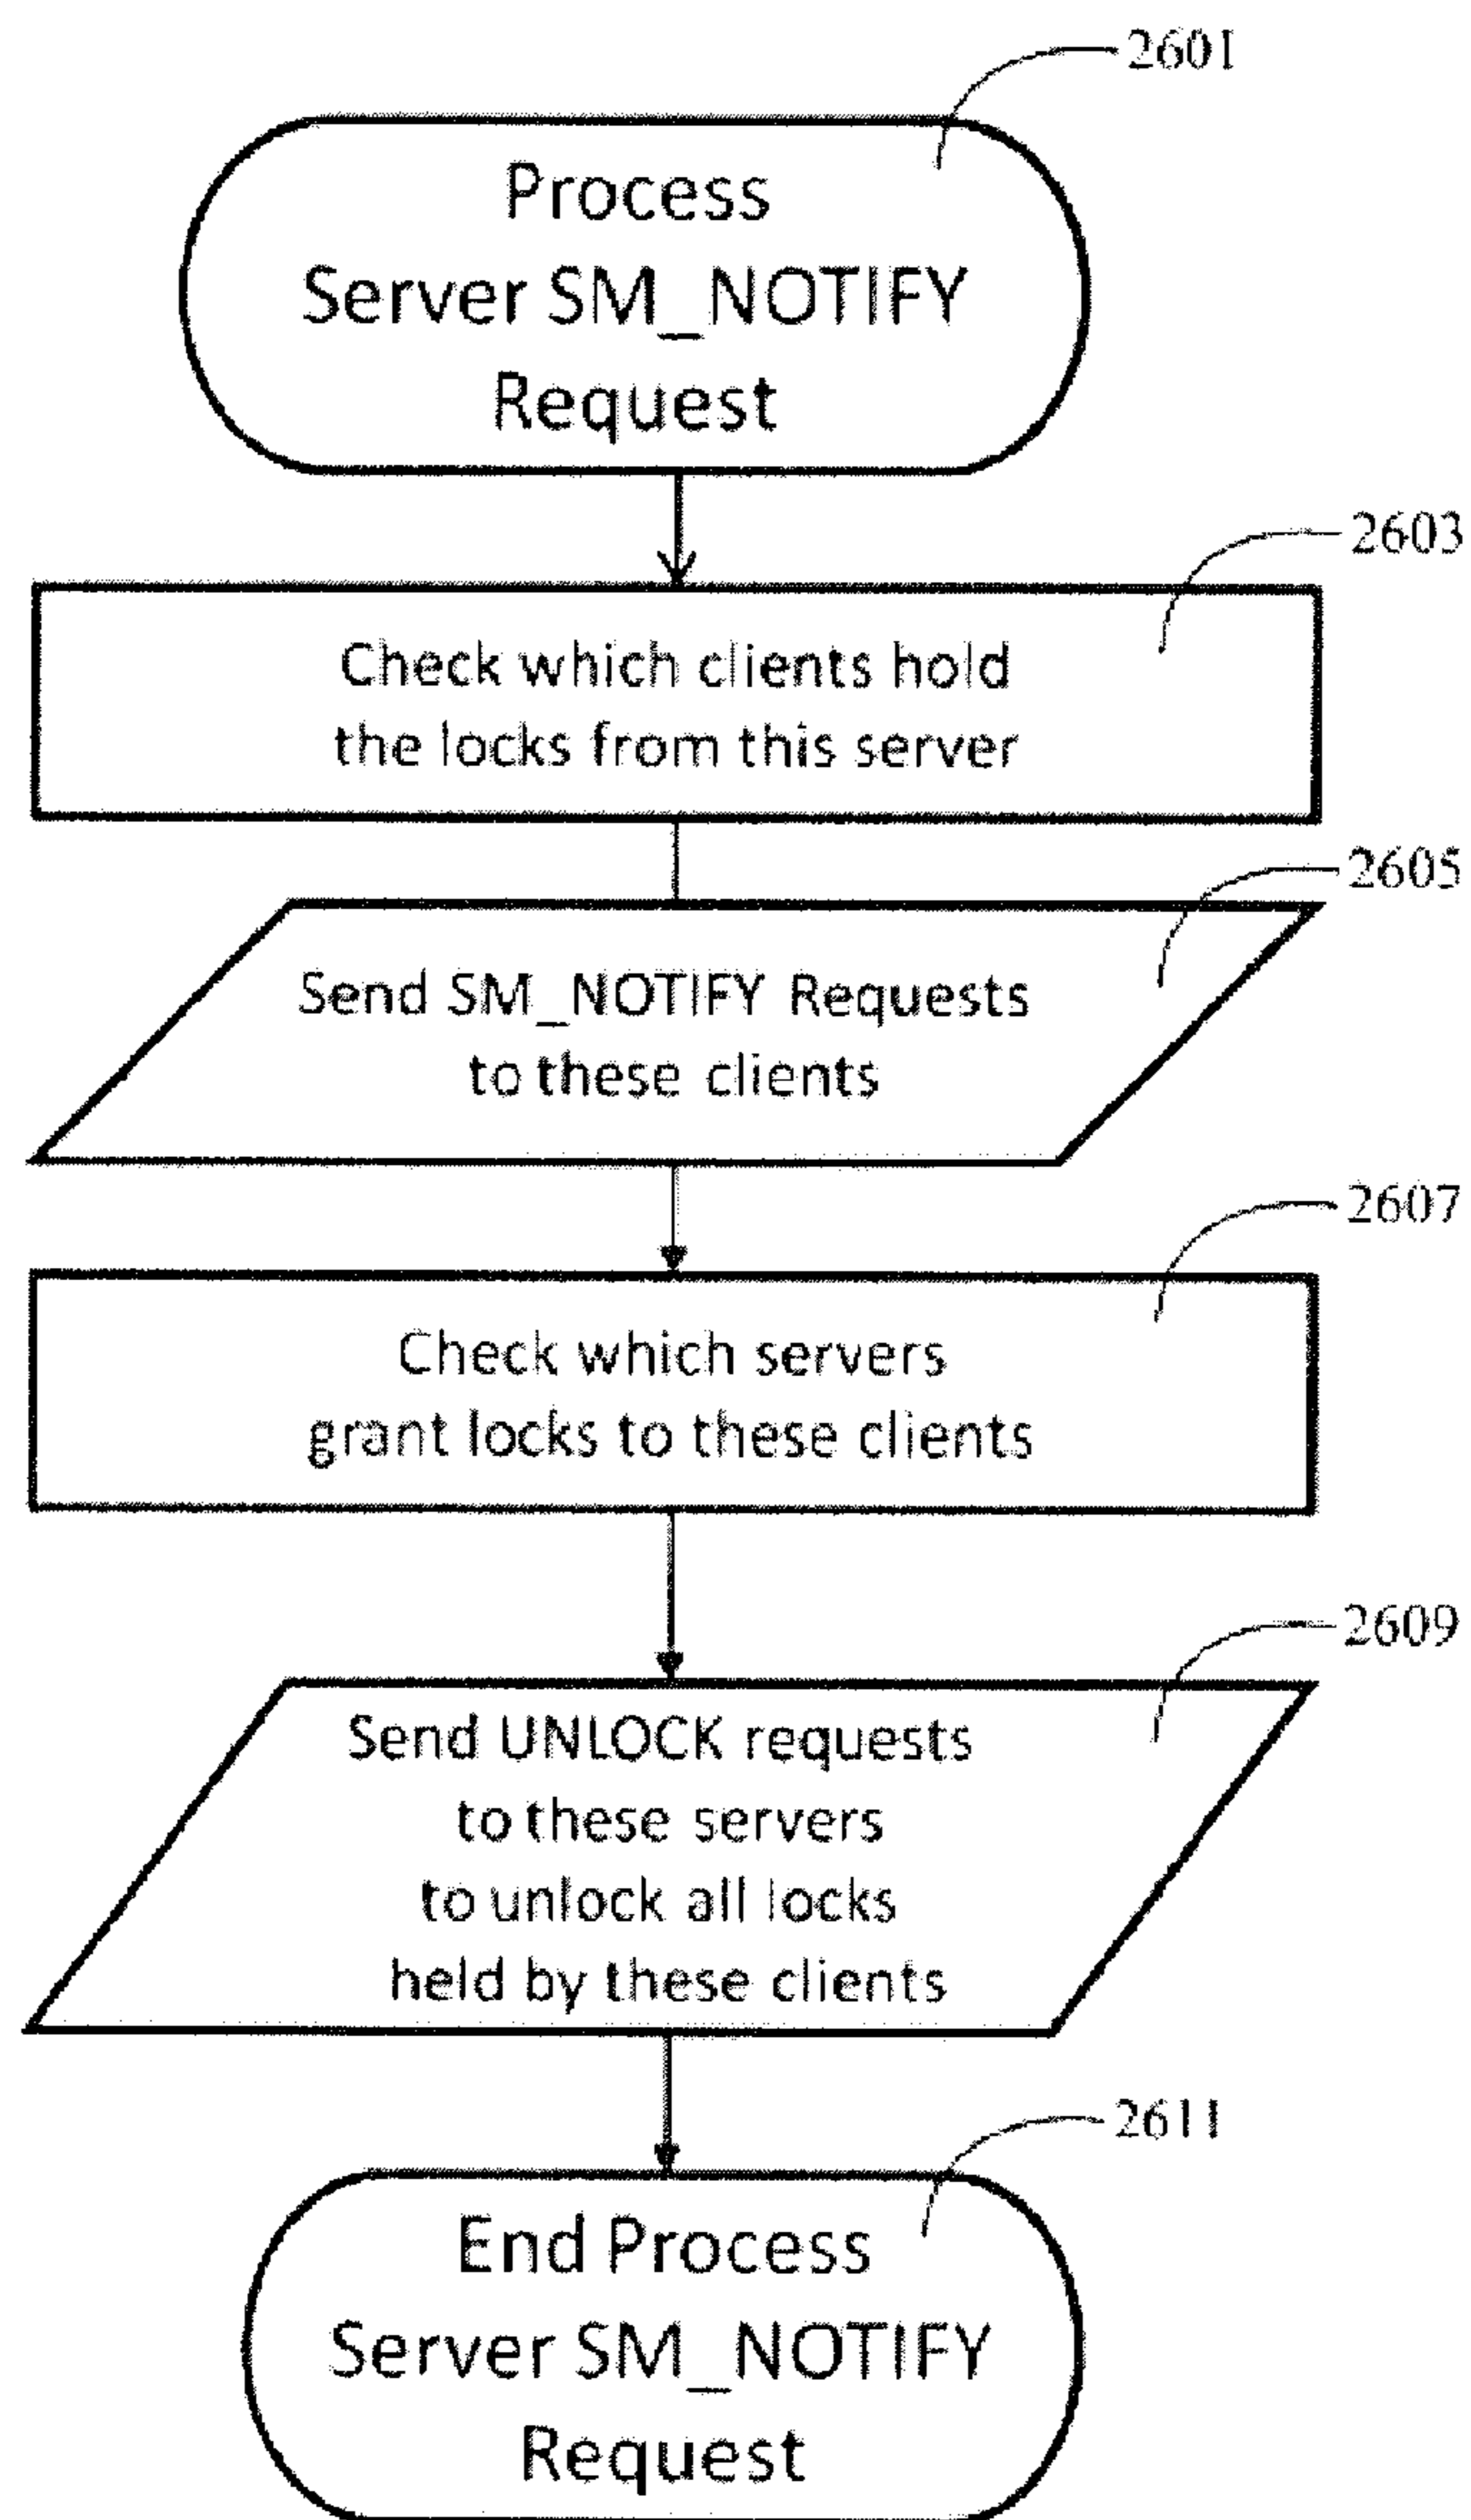 2601
Process
Server SM_NOTIFY
Request
2603
Check which clients hold
the locks from this server
2605
Send SM_NOTIFY Requests
to these clients
2607
Check which servers
grant locks to these clients
2609
Send UNLOCK requests
to these servers
to unlock all locks
held by these clients
2611
End Process
Server SM_NOTIFY
Request